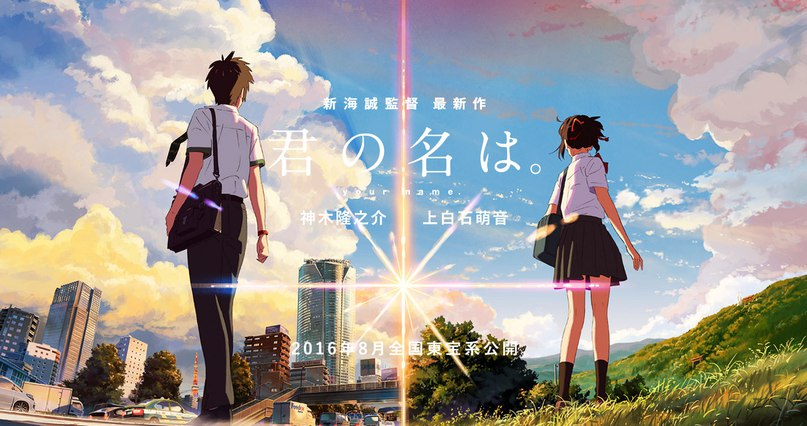 新海誠監督 最新作
君の名は。
your name.
神木隆之介 上白石萌音
2016年8月全国東宝系公開